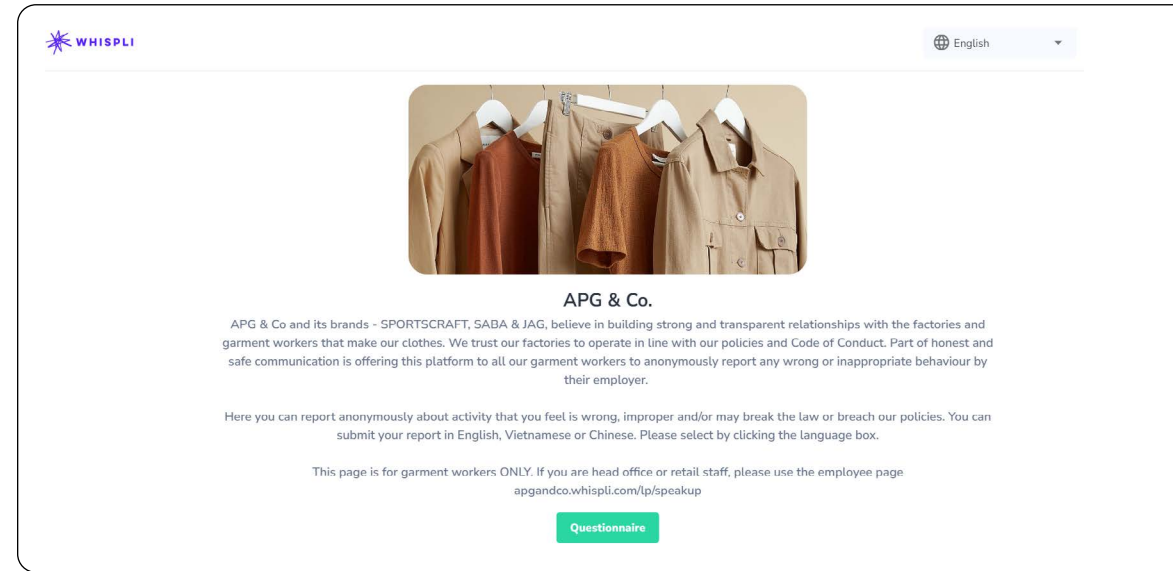 WHISPLI
English
APG & Co.
APG & Co and its brands - SPORTSCRAFT, SABA & JAG, believe in building strong and transparent relationships with the factories and
garment workers that make our clothes. We trust our factories to operate in line with our policies and Code of Conduct. Part of honest and
safe communication is offering this platform to all our garment workers to anonymously report any wrong or inappropriate behaviour by
their employer.
Here you can report anonymously about activity that you feel is wrong, improper and/or may break the law or breach our policies. You can
submit your report in English, Vietnamese or Chinese. Please select by clicking the language box.
This page is for garment workers ONLY. If you are head office or retail staff, please use the employee page
apgandco.whispli.com/lp/speakup
Questionnaire